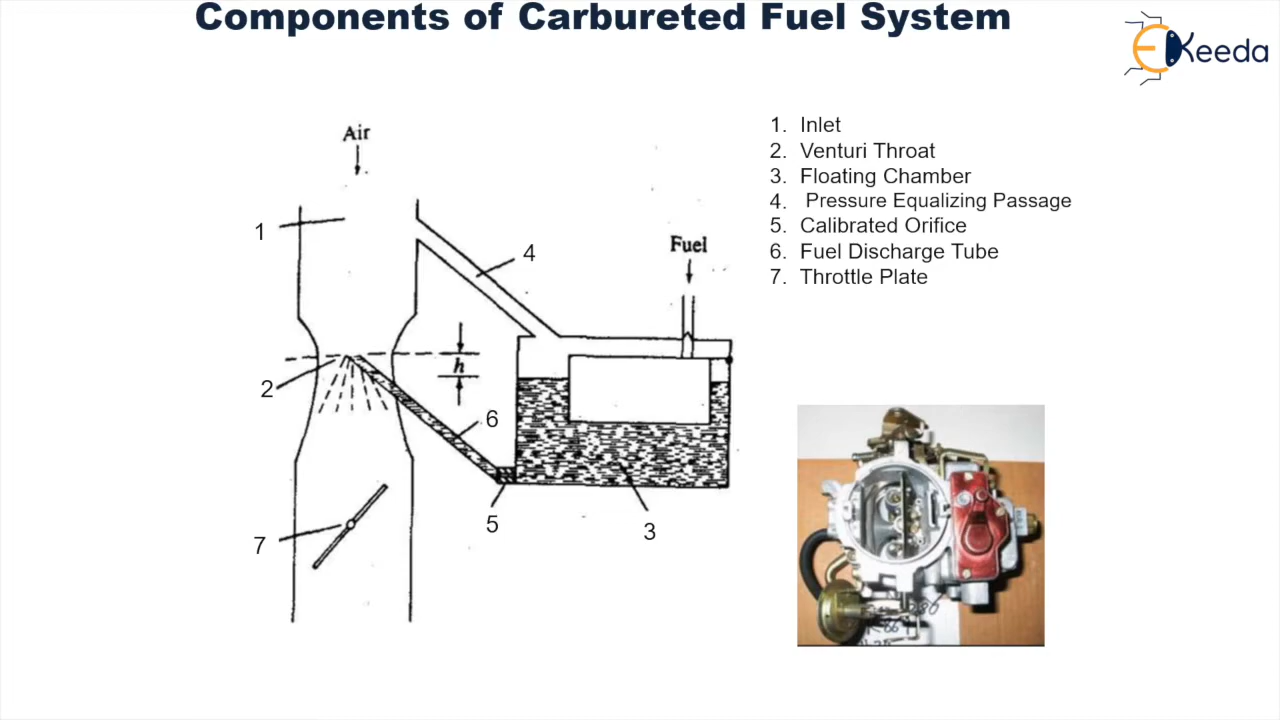 Components of Carbureted Fuel System
Keeda
Air
1
4
Fuel
h
2
6
5
7
3
1. Inlet
2. Venturi Throat
3. Floating Chamber
4. Pressure Equalizing Passage
5. Calibrated Orifice
6. Fuel Discharge Tube
7. Throttle Plate